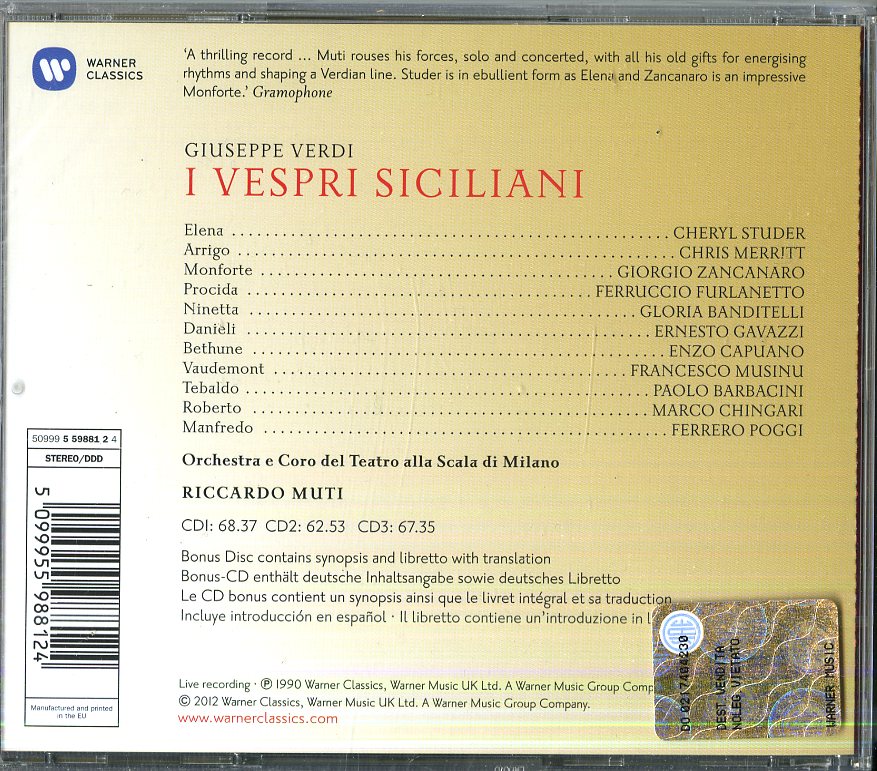 WARNER
CLASSICS
‘A thrilling record ... Muti rouses his forces, solo and concerted, with all his old gifts for energising
rhythms and shaping a Verdian line. Studer is in ebullient form as Elena and Zancanaro is an impressive
Monforte.’ Gramophone
GIUSEPPE VERDI
I VESPRI SICILIANI
Elena ........ CHERYL STUDER
Arrigo ........ CHRIS MERRITT
Monforte ........ GIORGIO ZANCANARO
Procida ........ FERRUCCIO FURLANETTO
Ninetta ........ GLORIA BANDITELLI
Danieli ........ ERNESTO GAVAZZI
Bethune ........ ENZO CAPUANO
Vaudemont ........ FRANCESCO MUSINU
Tebaldo ........ PAOLO BARBACINI
Roberto ........ MARCO CHINGARI
Manfredo ........ FERRERO POGGI
Orchestra e Coro del Teatro alla Scala di Milano
RICCARDO MUTI
CD1: 68.37 CD2: 62.53 CD3: 67.35
Bonus Disc contains synopsis and libretto with translation
Bonus-CD enthält deutsche Inhaltsangabe sowie deutsches Libretto
Le CD bonus contient un synopsis ainsi que le livret intégral et sa traduction
Incluye introducción en español · Il libretto contiene un'introduzione in
Live recording · ℗ 1990 Warner Classics, Warner Music UK Ltd. A Warner Music Group
© 2012 Warner Classics, Warner Music UK Ltd. A Warner Music Group Company.
www.warnerclassics.com
50999 5 59881 2 4
STEREO/DDD
5 099955 988124
Manufactured and printed
in the EU
DO 0217404230
DEST.VENDITA
NOLEG.VIETATO
WARNER MUSIC